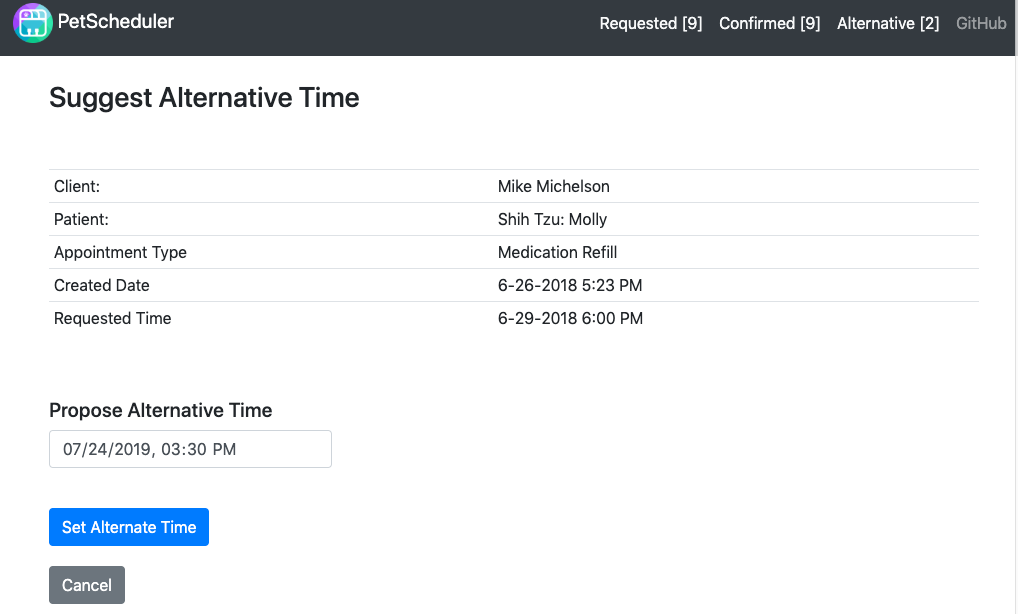 PetScheduler Requested [9] Confirmed [9] Alternative [2] GitHub
Suggest Alternative Time
Client: Mike Michelson
Patient: Shih Tzu: Molly
Appointment Type Medication Refill
Created Date 6-26-2018 5:23 PM
Requested Time 6-29-2018 6:00 PM
Propose Alternative Time
07/24/2019, 03:30 PM
Set Alternate Time
Cancel